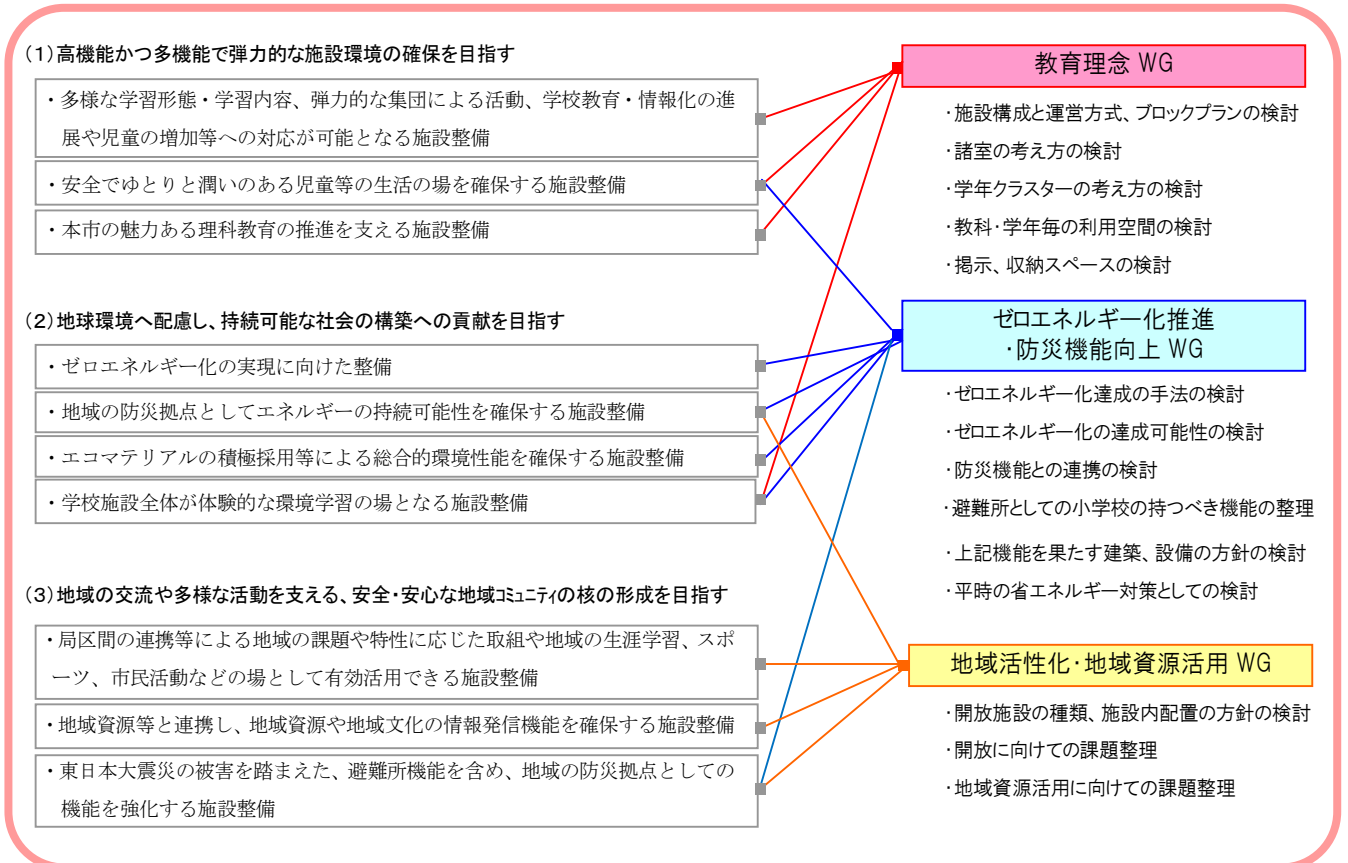 （1）高機能かつ多機能で弾力的な施設環境の確保を目指す
・多様な学習形態・学習内容、弾力的な集団による活動、学校教育・情報化の進
展や児童の増加等への対応が可能となる施設整備
・安全でゆとりと潤いのある児童等の生活の場を確保する施設整備
・本市の魅力ある理科教育の推進を支える施設整備
（2）地球環境へ配慮し、持続可能な社会の構築への貢献を目指す
・ゼロエネルギー化の実現に向けた整備
・地域の防災拠点としてエネルギーの持続可能性を確保する施設整備
・エコマテリアルの積極採用等による総合的環境性能を確保する施設整備
・学校施設全体が体験的な環境学習の場となる施設整備
（3）地域の交流や多様な活動を支える、安全・安心な地域コミュニティの核の形成を目指す
・局区間の連携等による地域の課題や特性に応じた取組や地域の生涯学習、スポ
ーツ、市民活動などの場として有効活用できる施設整備
・地域資源等と連携し、地域資源や地域文化の情報発信機能を確保する施設整備
・東日本大震災の被害を踏まえた、避難所機能を含め、地域の防災拠点としての
機能を強化する施設整備
教育理念 WG
・施設構成と運営方式、ブロックプランの検討
・諸室の考え方の検討
・学年クラスターの考え方の検討
・教科・学年毎の利用空間の検討
・掲示、収納スペースの検討
ゼロエネルギー化推進
・防災機能向上 WG
・ゼロエネルギー化達成の手法の検討
・ゼロエネルギー化の達成可能性の検討
・防災機能との連携の検討
・避難所としての小学校の持つべき機能の整理
・上記機能を果たす建築、設備の方針の検討
・平時の省エネルギー対策としての検討
地域活性化・地域資源活用 WG
・開放施設の種類、施設内配置の方針の検討
・開放に向けての課題整理
・地域資源活用に向けての課題整理